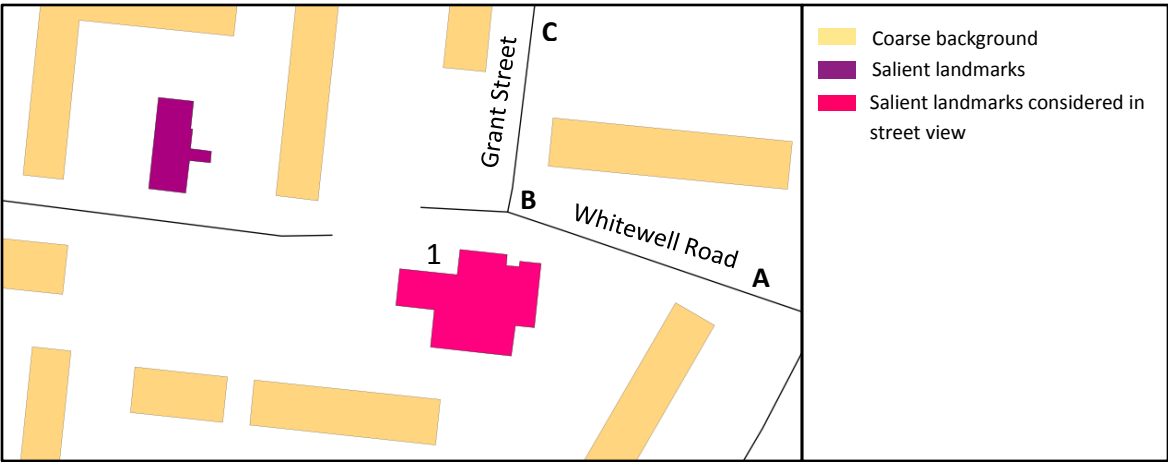 C
Grant Street
B
Whitewell Road
A
1
Coarse background
Salient landmarks
Salient landmarks considered in
street view